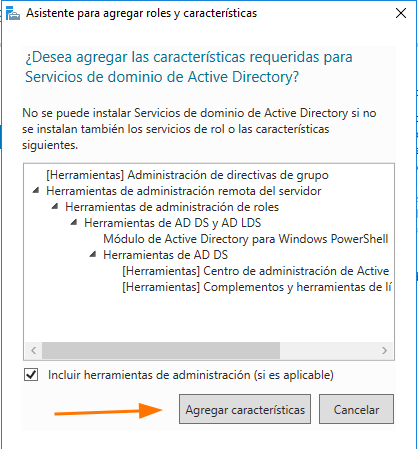 Asistente para agregar roles y características
¿Desea agregar las características requeridas para
Servicios de dominio de Active Directory?
No se puede instalar Servicios de dominio de Active Directory si no
se instalan también los servicios de rol o las características
siguientes.
[Herramientas] Administración de directivas de grupo
Herramientas de administración remota del servidor
Herramientas de administración de roles
Herramientas de AD DS y AD LDS
Módulo de Active Directory para Windows PowerShell
Herramientas de AD DS
[Herramientas] Centro de administración de Active
[Herramientas] Complementos y herramientas de lí
Incluir herramientas de administración (si es aplicable)
Agregar características
Cancelar